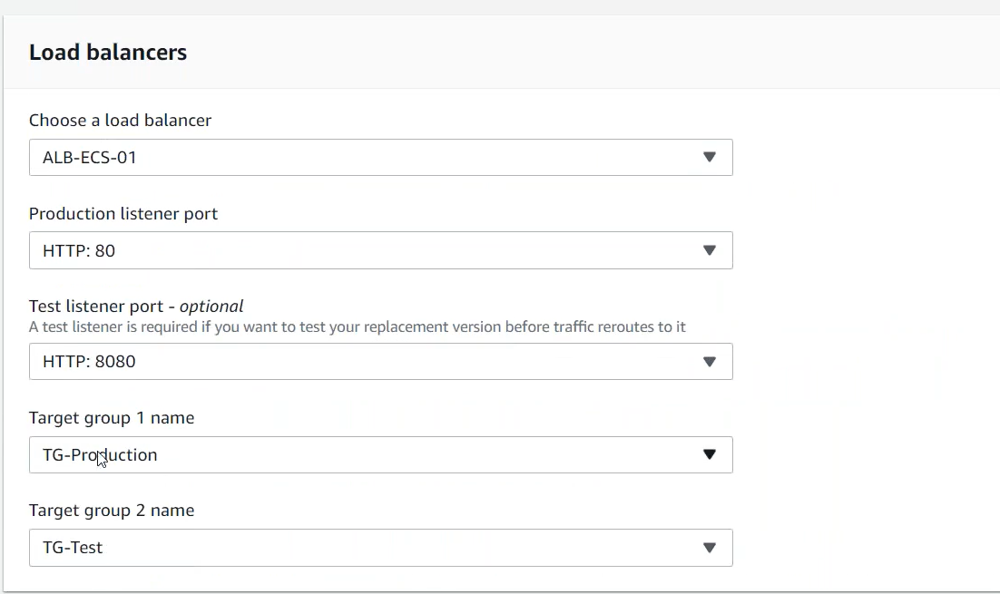 Load balancers
Choose a load balancer
ALB-ECS-01
Production listener port
HTTP: 80
Test listener port - optional
A test listener is required if you want to test your replacement version before traffic reroutes to it
HTTP: 8080
Target group 1 name
TG-Production
Target group 2 name
TG-Test